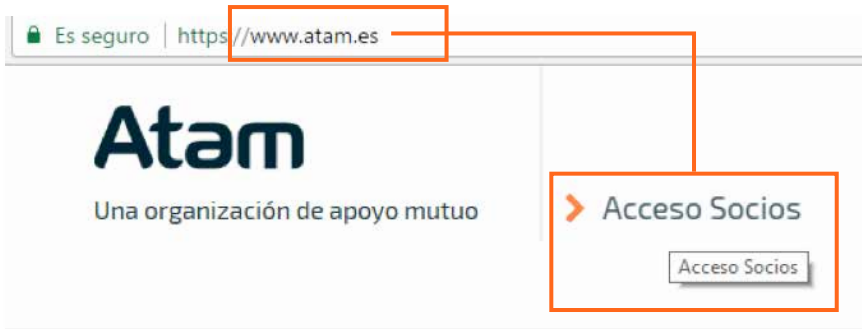 Es seguro | https://www.atam.es
Atam
Una organización de apoyo mutuo
Acceso Socios
Acceso Socios